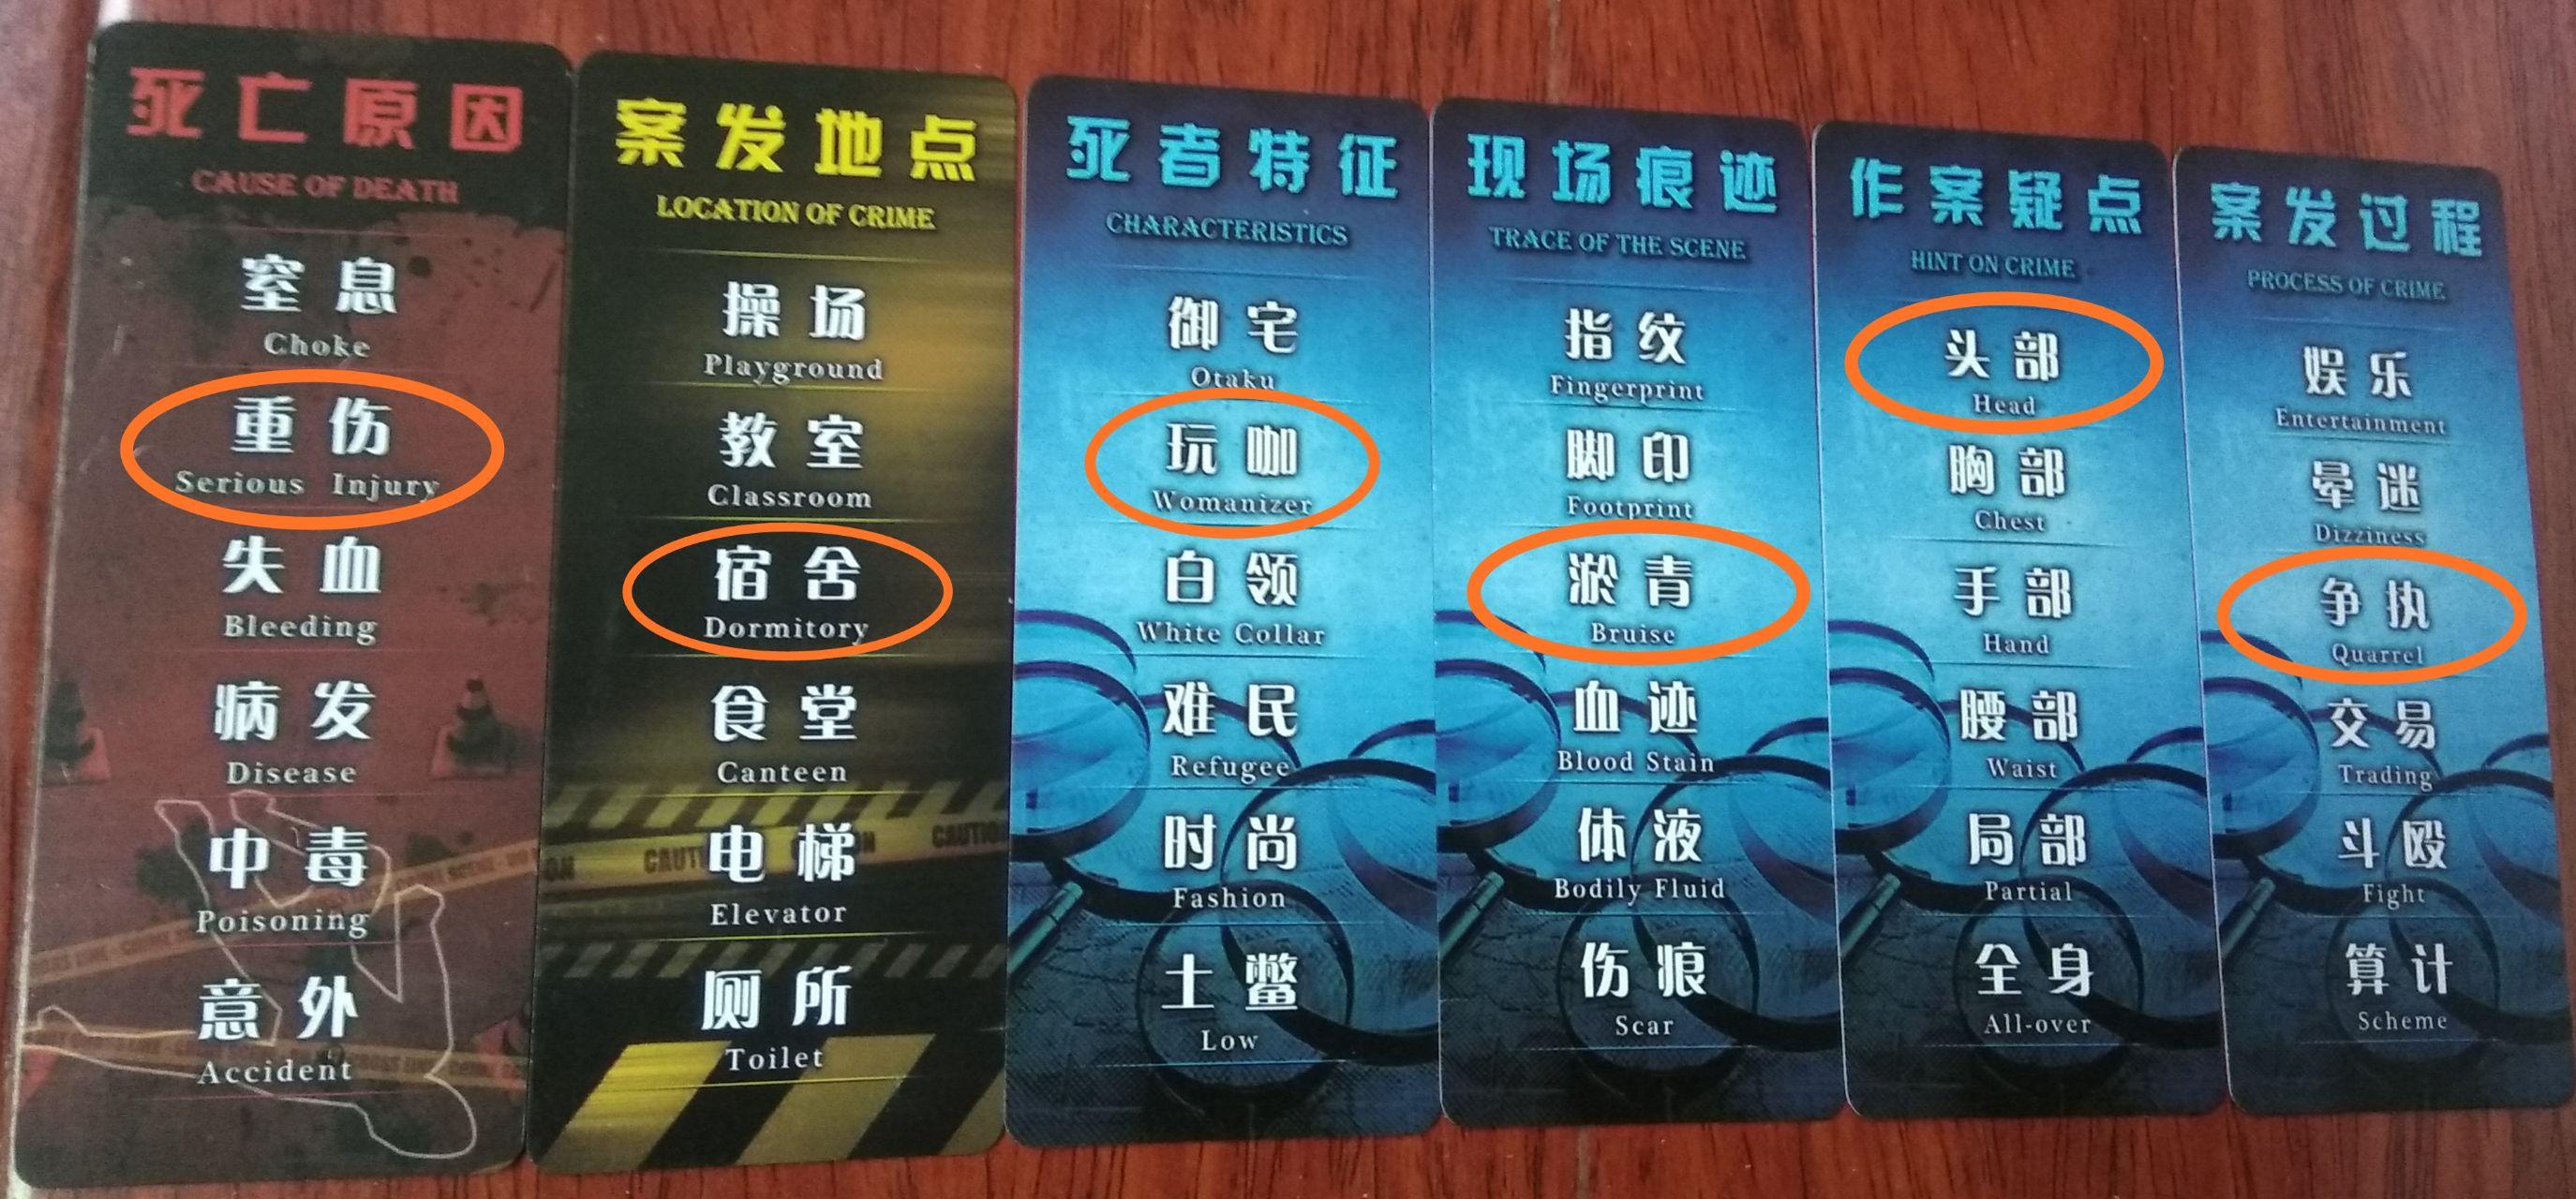 死亡原因
CAUSE OF DEATH
窒息
Choke
重伤
Serious Injury
失血
Bleeding
病发
Disease
中毒
Poisoning
意外
Accident
案发地点
LOCATION OF CRIME
操场
Playground
教室
Classroom
宿舍
Dormitory
食堂
Canteen
电梯
Elevator
厕所
Toilet
死者特征
CHARACTERISTICS
御宅
Otaku
玩咖
Womanizer
白领
White Collar
难民
Refugee
时尚
Fashion
土鳖
Low
现场痕迹
TRACE OF THE SCENE
指纹
Fingerprint
脚印
Footprint
淤青
Bruise
血迹
Blood Stain
体液
Bodily Fluid
伤痕
Scar
作案疑点
HINT ON CRIME
头部
Head
胸部
Chest
手部
Hand
腰部
Waist
局部
Partial
全身
All-over
案发过程
PROCESS OF CRIME
娱乐
Entertainment
晕迷
Dizziness
争执
Quarrel
交易
Trading
斗殴
Fight
算计
Scheme